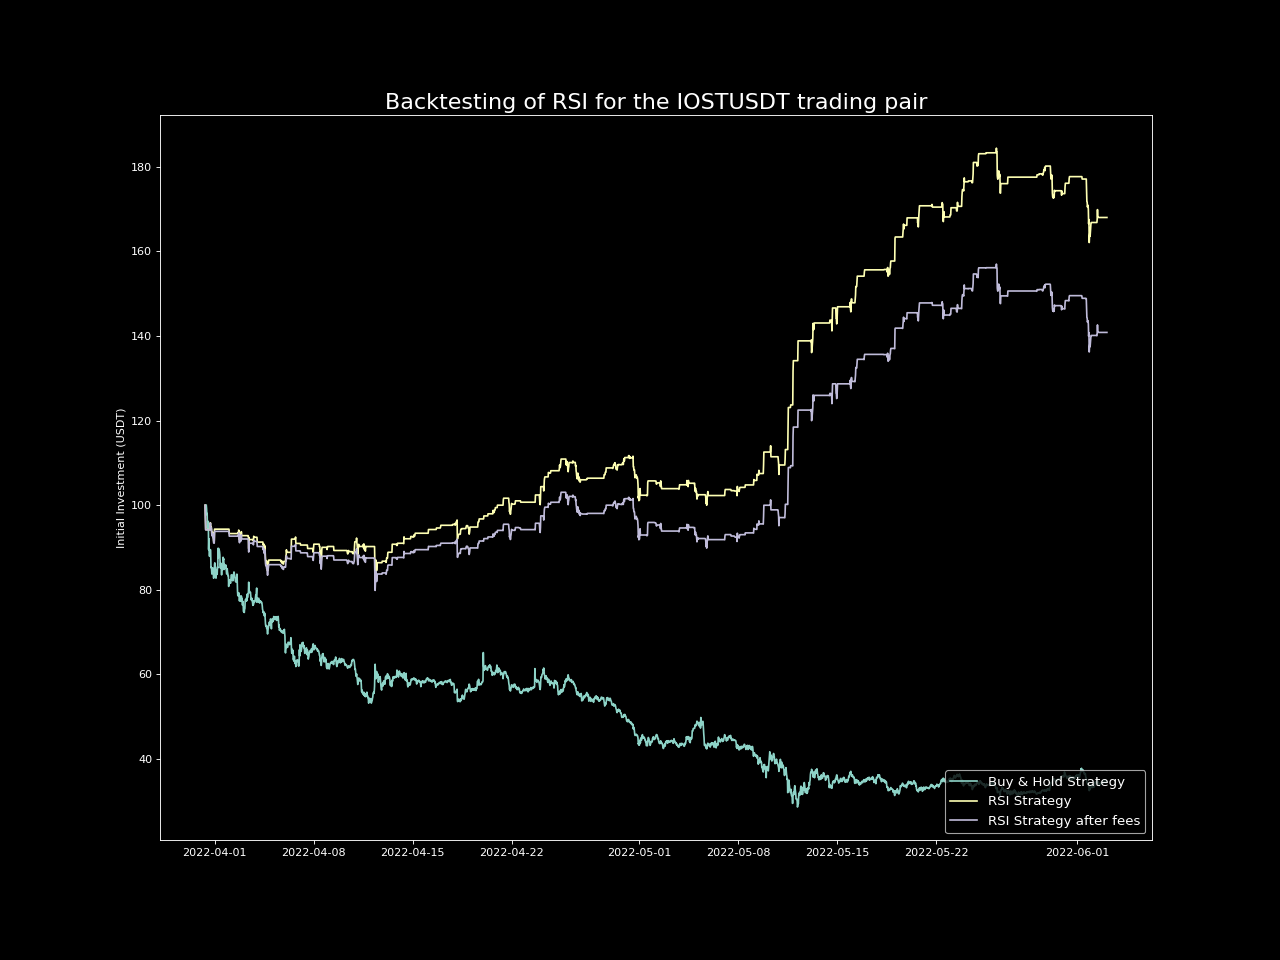 Backtesting of RSI for the IOSTUSDT trading pair
Initial Investment (USDT)
180
160
140
120
100
80
60
40
2022-04-01 2022-04-08 2022-04-15 2022-04-22 2022-05-01 2022-05-08 2022-05-15 2022-05-22 2022-06-01
Buy & Hold Strategy
RSI Strategy
RSI Strategy after fees